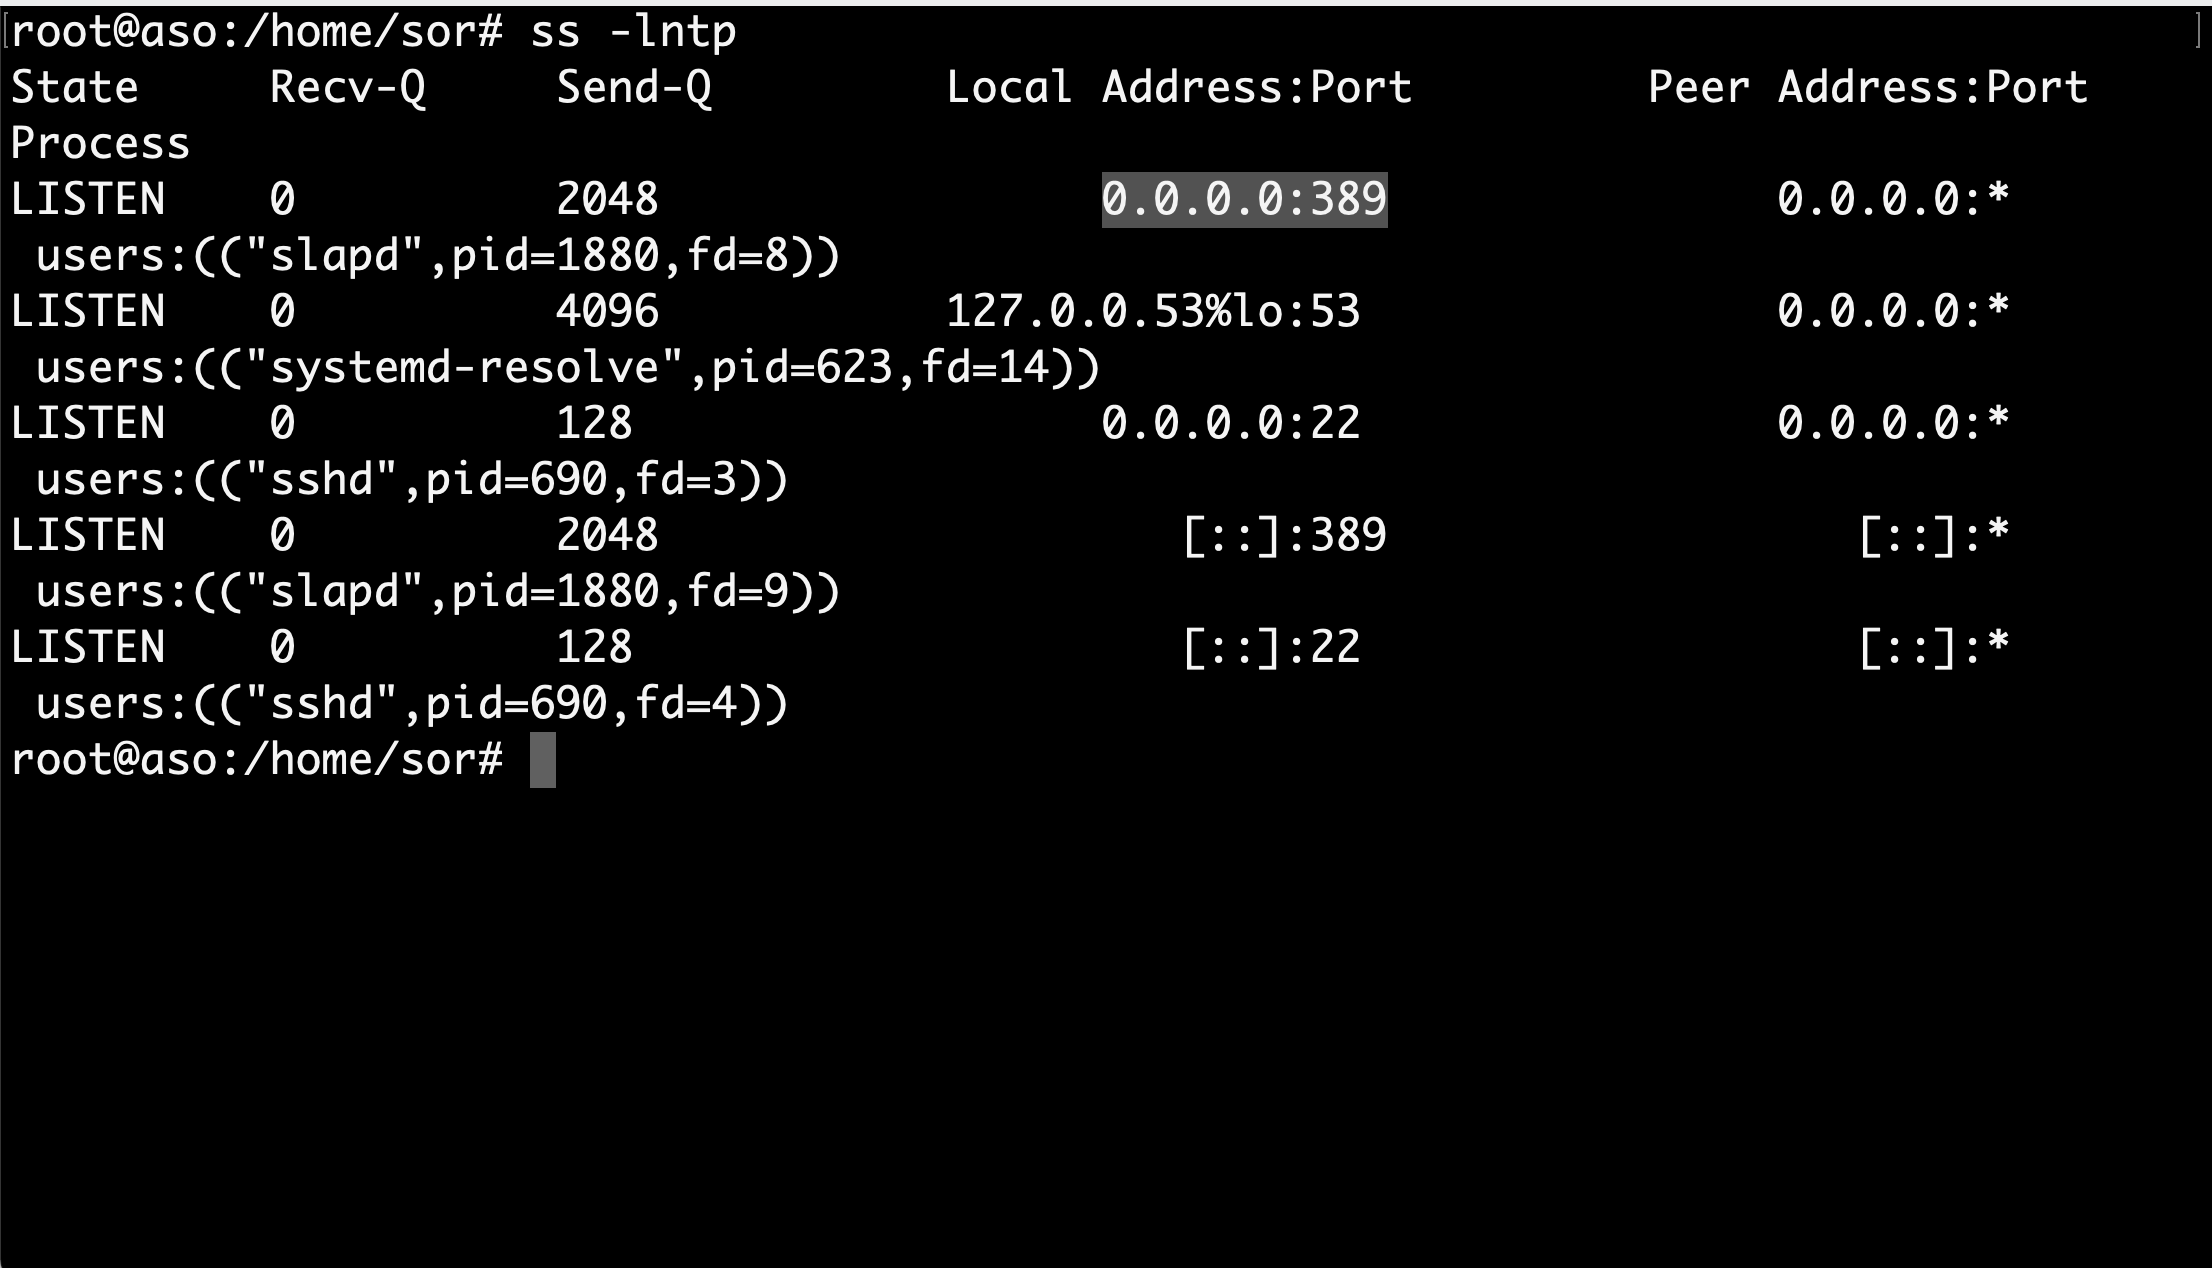 root@aso:/home/sor# ss -lntp
State Recv-Q Send-Q Local Address:Port Peer Address:Port
Process
LISTEN 0 2048 0.0.0.0:389 0.0.0.0:*
users:(("slapd",pid=1880,fd=8))
LISTEN 0 4096 127.0.0.53%lo:53 0.0.0.0:*
users:(("systemd-resolve",pid=623,fd=14))
LISTEN 0 128 0.0.0.0:22 0.0.0.0:*
users:(("sshd",pid=690,fd=3))
LISTEN 0 2048 [::]:389 [::]:*
users:(("slapd",pid=1880,fd=9))
LISTEN 0 128 [::]:22 [::]:*
users:(("sshd",pid=690,fd=4))
root@aso:/home/sor#